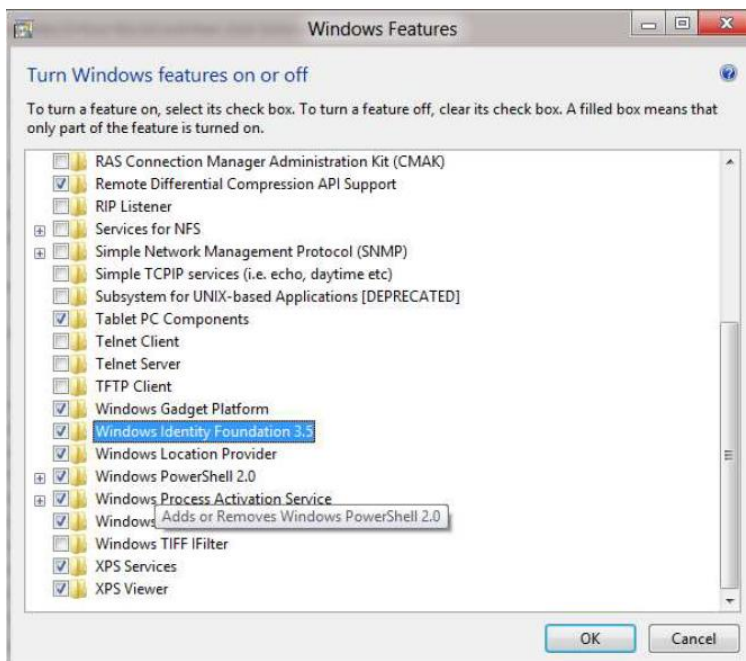 Windows Features
Turn Windows features on or off
To turn a feature on, select its check box. To turn a feature off, clear its check box. A filled box means that
only part of the feature is turned on.
RAS Connection Manager Administration Kit (CMAK)
Remote Differential Compression API Support
RIP Listener
Services for NFS
Simple Network Management Protocol (SNMP)
Simple TCPIP services (i.e. echo, daytime etc)
Subsystem for UNIX-based Applications [DEPRECATED]
Tablet PC Components
Telnet Client
Telnet Server
TFTP Client
Windows Gadget Platform
Windows Identity Foundation 3.5
Windows Location Provider
Windows PowerShell 2.0
Windows Process Activation Service
Windows
Adds or Removes Windows PowerShell 2.0
Windows TIFF IFilter
XPS Services
XPS Viewer
OK
Cancel